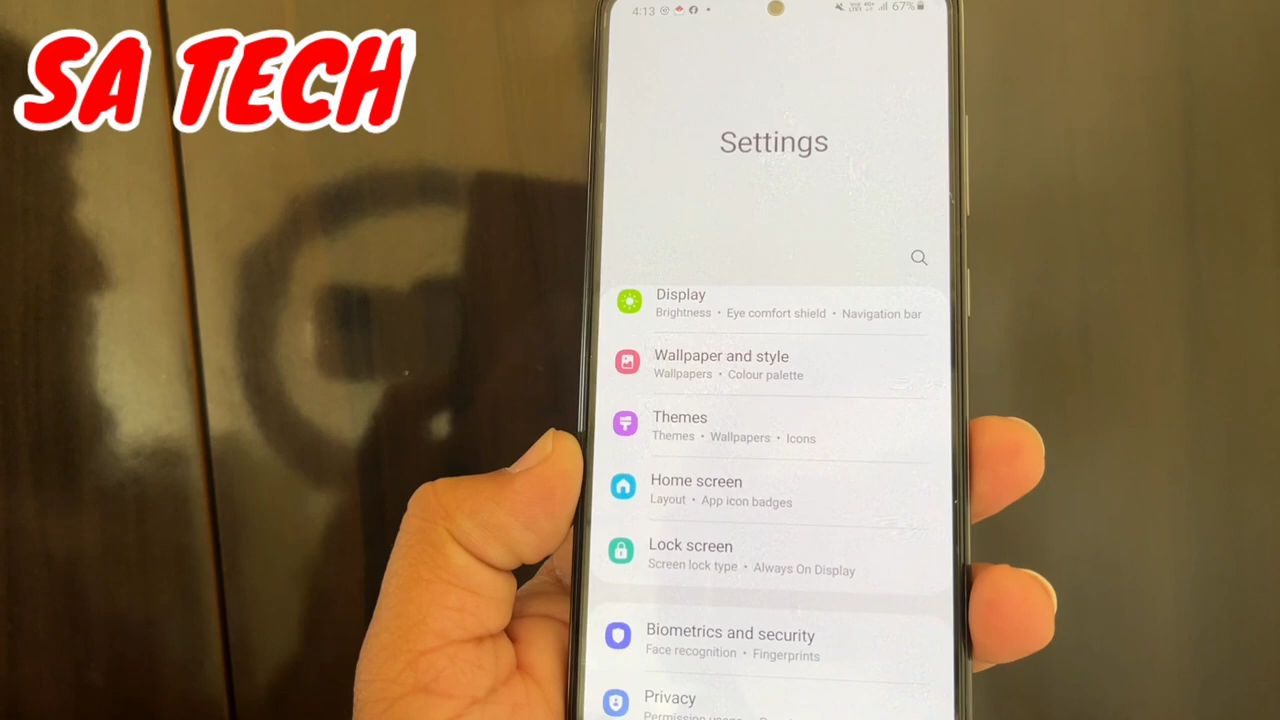 SA TECH
4:13
67%
Settings
Display
Brightness • Eye comfort shield • Navigation bar
Wallpaper and style
Wallpapers • Colour palette
Themes
Themes • Wallpapers • Icons
Home screen
Layout • App icon badges
Lock screen
Screen lock type • Always On Display
Biometrics and security
Face recognition • Fingerprints
Privacy